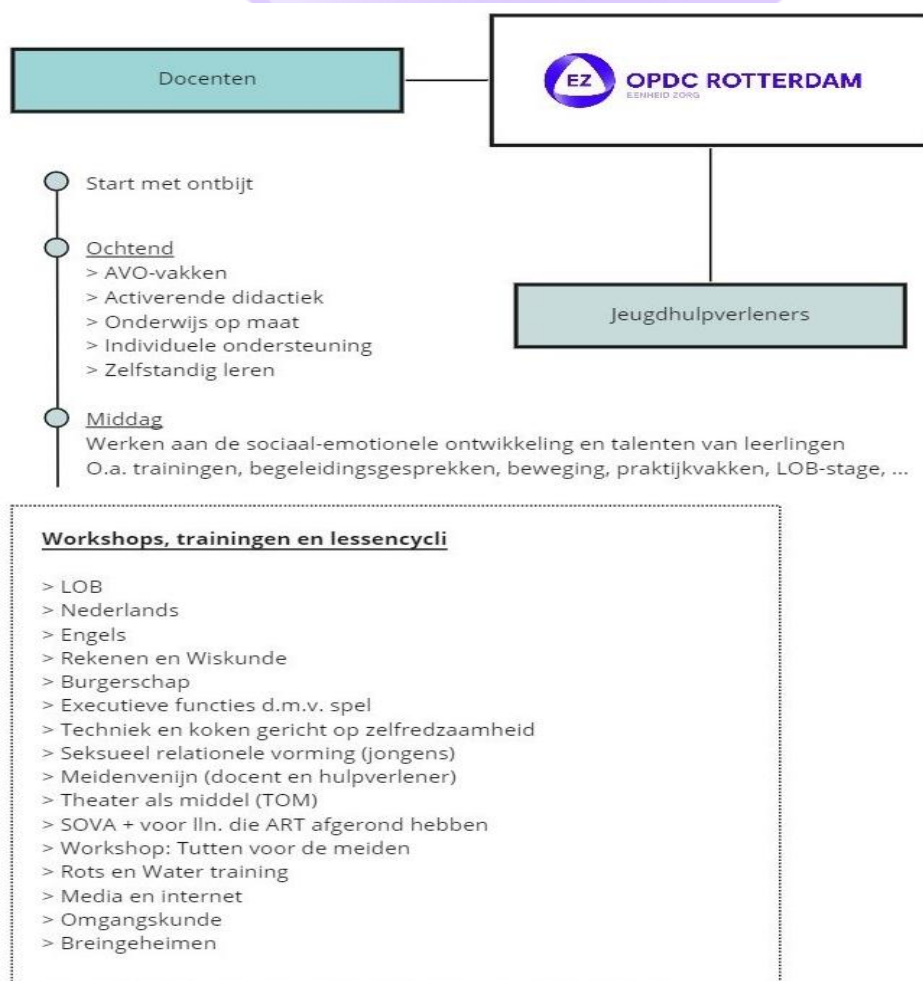 Docenten
EZ
OPDC ROTTERDAM
EENHEID ZORG
Start met ontbijt
Ochtend
> AVO-vakken
> Activerende didactiek
> Onderwijs op maat
> Individuele ondersteuning
> Zelfstandig leren
Jeugdhulpverleners
Middag
Werken aan de sociaal-emotionele ontwikkeling en talenten van leerlingen
O.a. trainingen, begeleidingsgesprekken, beweging, praktijkvakken, LOB-stage, ...
Workshops, trainingen en lessencycli
> LOB
> Nederlands
> Engels
> Rekenen en Wiskunde
> Burgerschap
> Executieve functies d.m.v. spel
> Techniek en koken gericht op zelfredzaamheid
> Seksueel relationele vorming (jongens)
> Meidenvenijn (docent en hulpverlener)
> Theater als middel (TOM)
> SOVA + voor lln. die ART afgerond hebben
> Workshop: Tutten voor de meiden
> Rots en Water training
> Media en internet
> Omgangskunde
> Breingeheimen